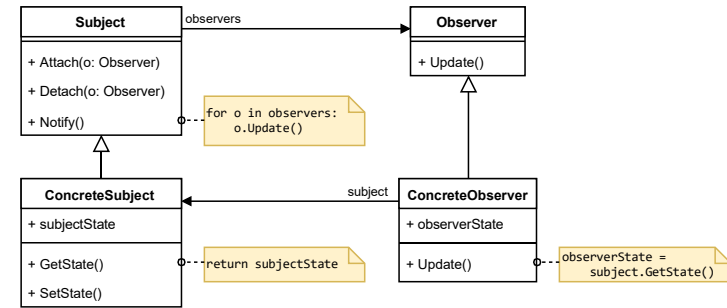 Subject
observers
Observer
+ Attach(o: Observer)
+ Detach(o: Observer)
+ Notify()
+ Update()
for o in observers:
o.Update()
ConcreteSubject
subject
ConcreteObserver
+ subjectState
+ observerState
+ GetState()
+ SetState()
return subjectState
+ Update()
observerState =
subject.GetState()